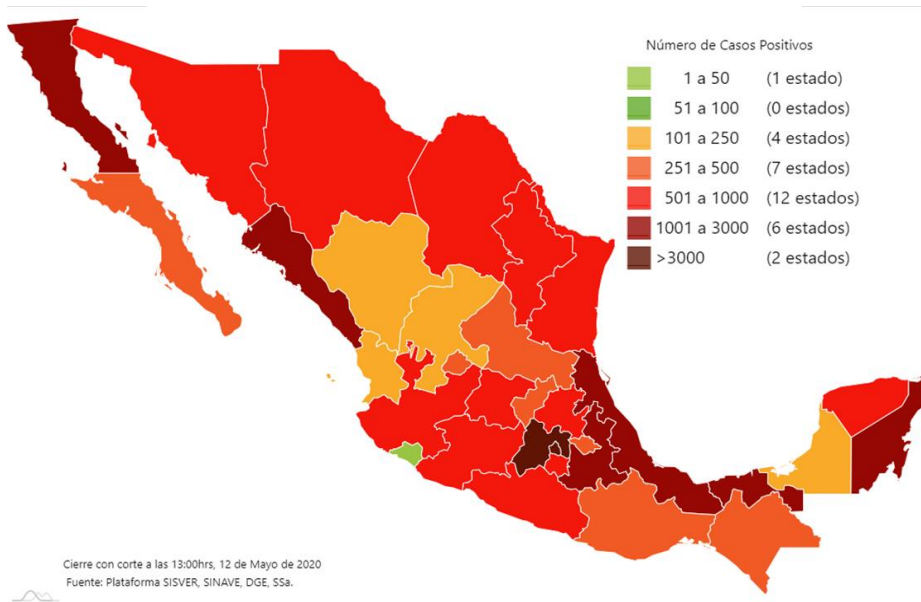 Número de Casos Positivos
1 a 50 (1 estado)
51 a 100 (0 estados)
101 a 250 (4 estados)
251 a 500 (7 estados)
501 a 1000 (12 estados)
1001 a 3000 (6 estados)
>3000 (2 estados)
Cierre con corte a las 13:00hrs, 12 de Mayo de 2020
Fuente: Plataforma SISVER, SINAVE, DGE, SSa.